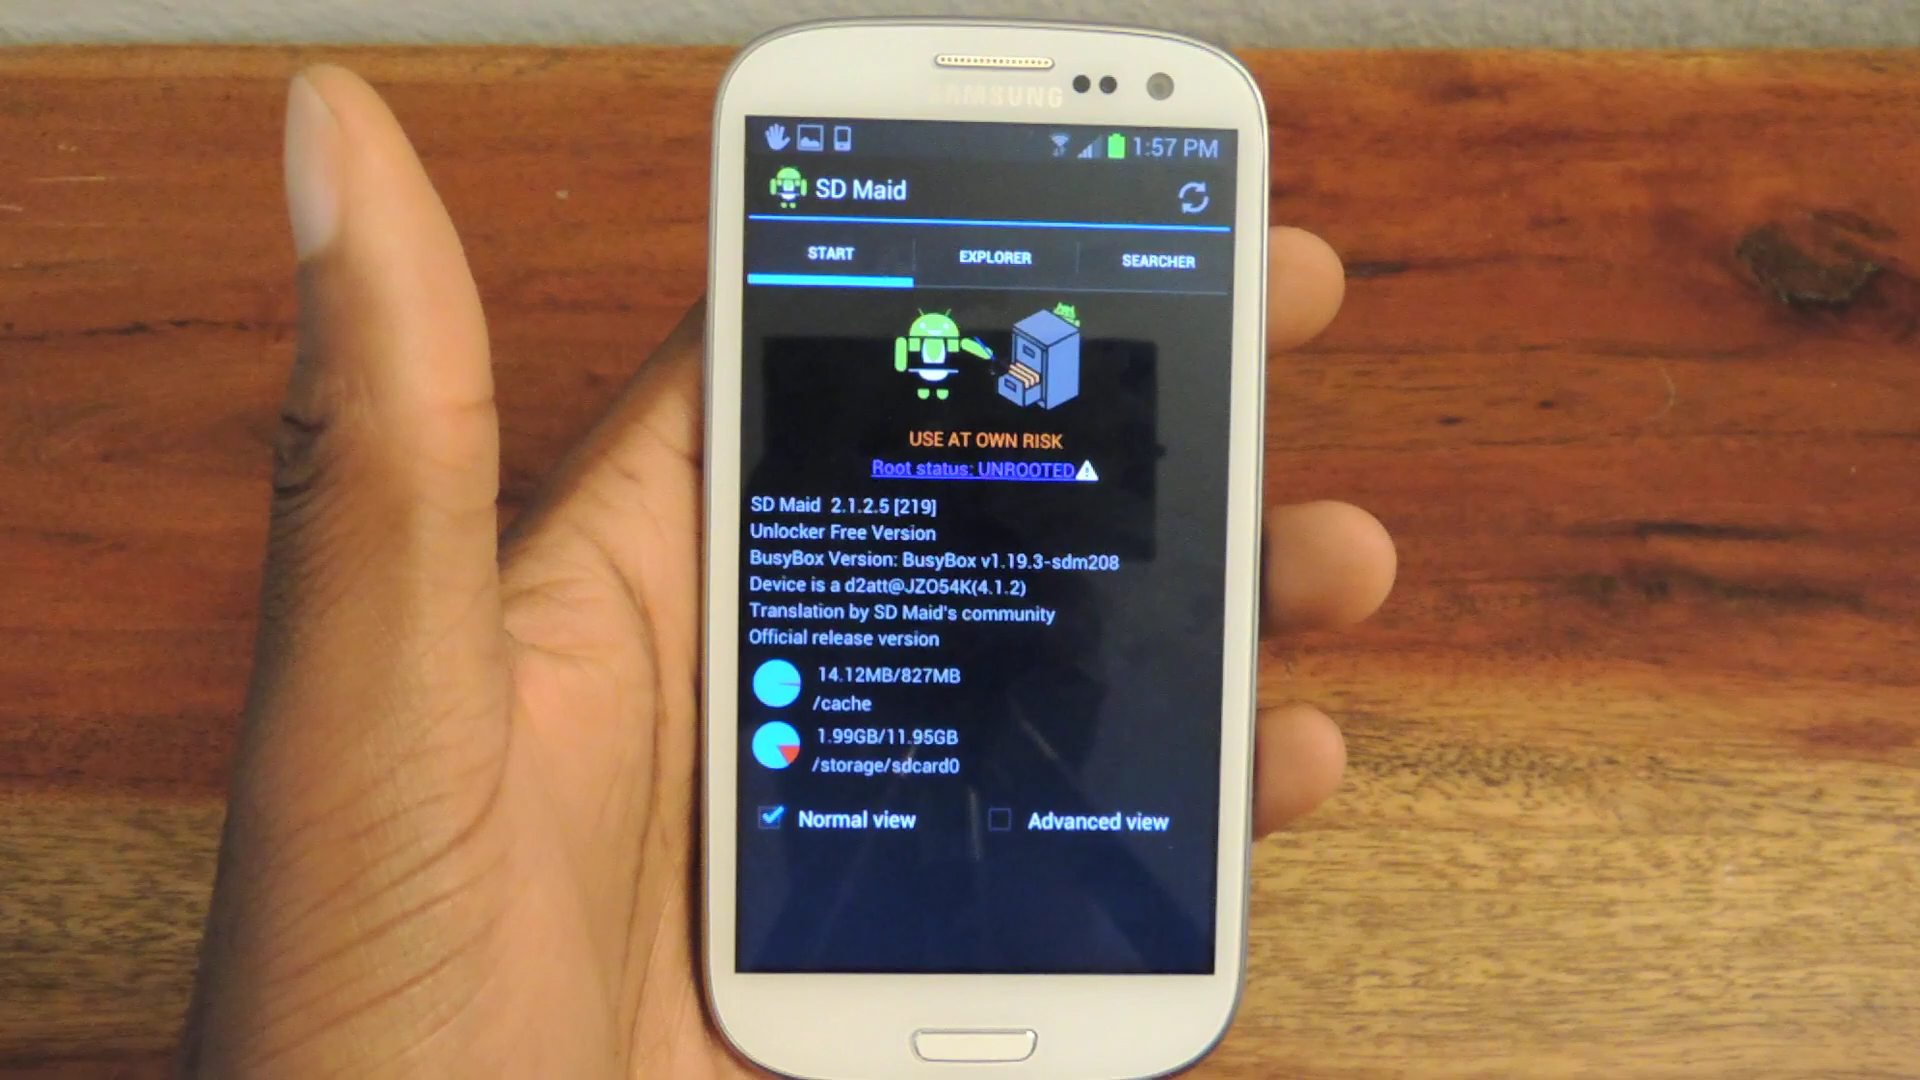 SAMSUNG
1:57 PM
SD Maid
START EXPLORER SEARCHER
USE AT OWN RISK
Root status: UNROOTED
SD Maid 2.1.2.5 [219]
Unlocker Free Version
BusyBox Version: BusyBox v1.19.3-sdm208
Device is a d2att@JZO54K(4.1.2)
Translation by SD Maid's community
Official release version
14.12MB/827MB
/cache
1.99GB/11.95GB
/storage/sdcard0
Normal view Advanced view